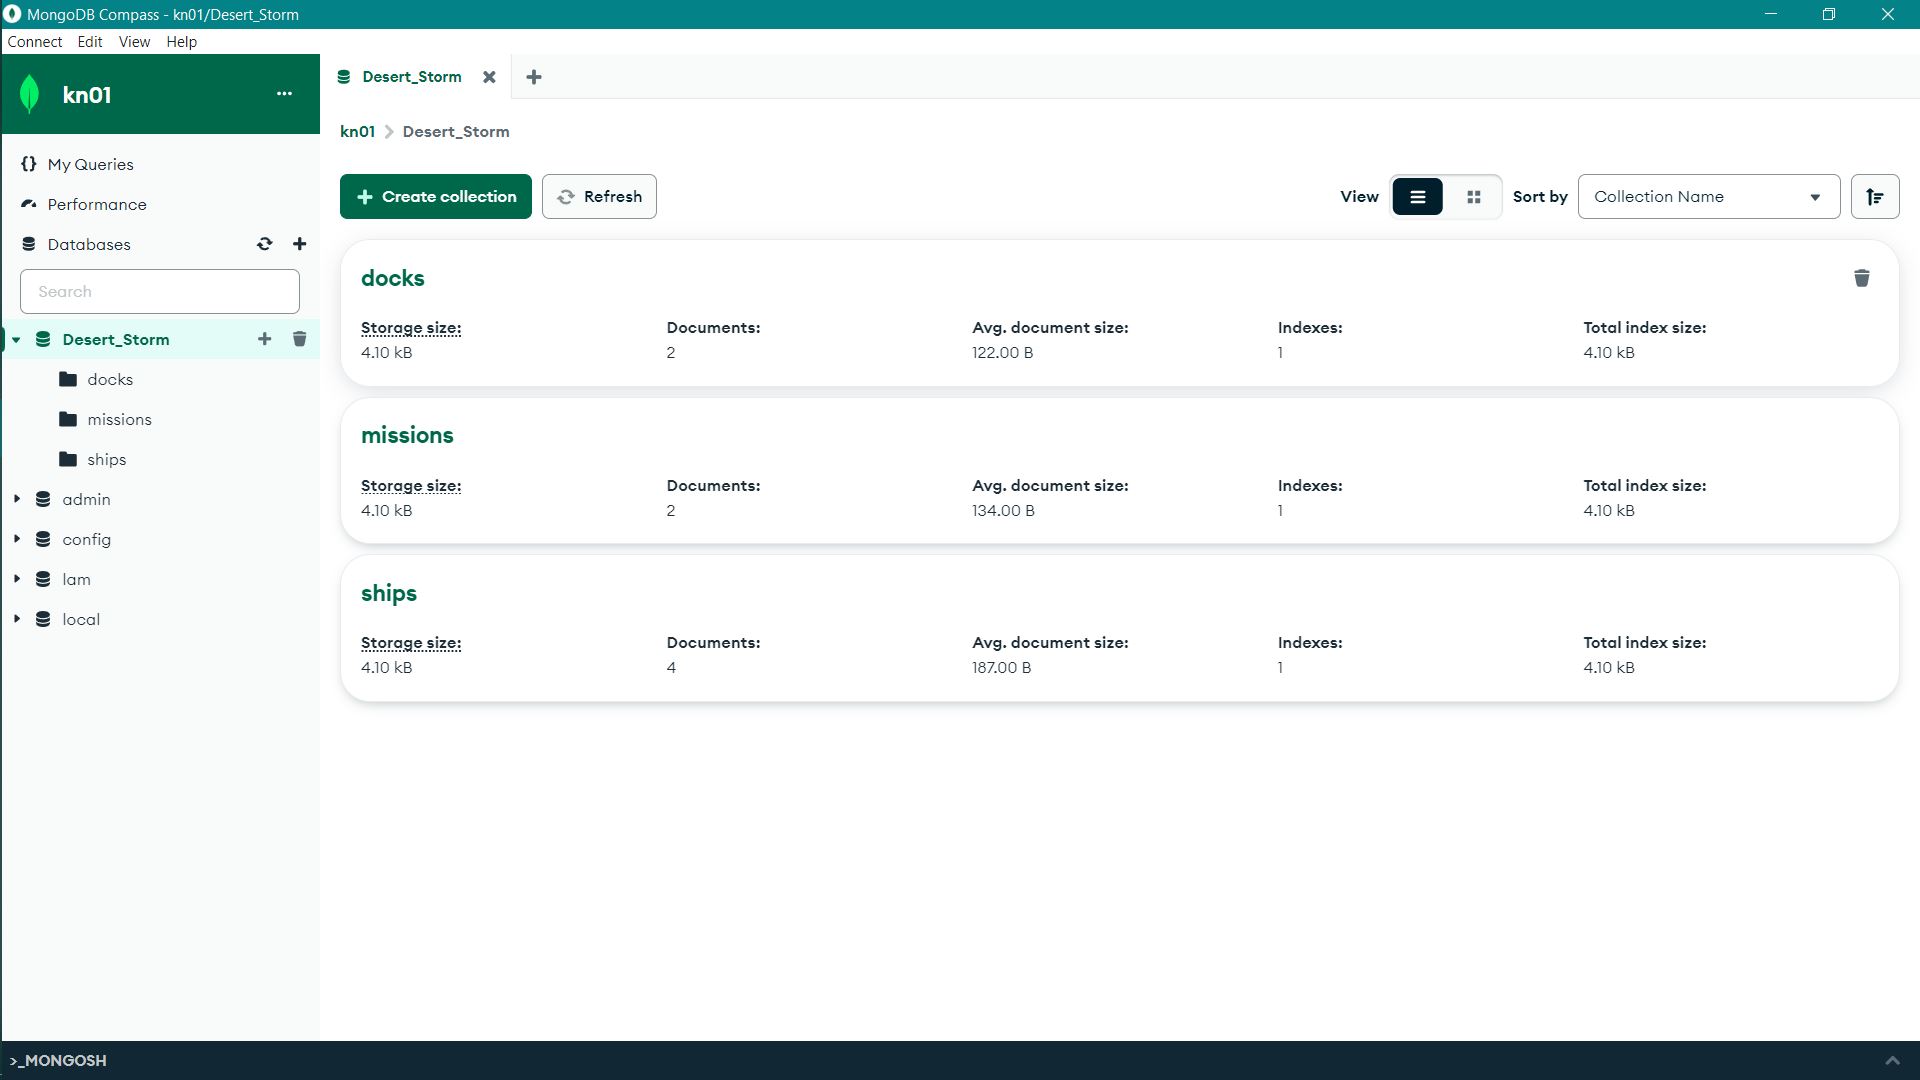 MongoDB Compass - kn01/Desert_Storm
Connect Edit View Help
kn01
My Queries
Performance
Databases
Search
Desert_Storm
docks
missions
ships
admin
config
lam
local
Desert_Storm
kn01 Desert_Storm
Create collection Refresh View Sort by Collection Name
docks
Storage size: Documents: Avg. document size: Indexes: Total index size:
4.10 kB 2 122.00 B 1 4.10 kB
missions
Storage size: Documents: Avg. document size: Indexes: Total index size:
4.10 kB 2 134.00 B 1 4.10 kB
ships
Storage size: Documents: Avg. document size: Indexes: Total index size:
4.10 kB 4 187.00 B 1 4.10 kB
>_MONGOSH